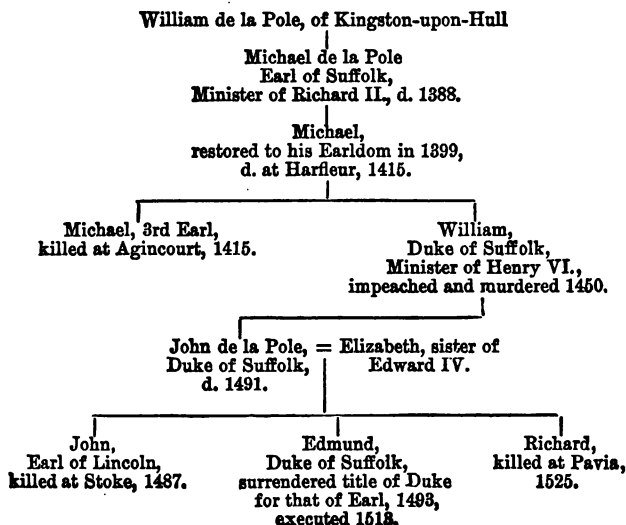 William de la Pole, of Kingston-upon-Hull
Michael de la Pole
Earl of Suffolk,
Minister of Richard II., d. 1388.
Michael,
restored to his Earldom in 1399,
d. at Harfleur, 1415.
Michael, 3rd Earl,
killed at Agincourt, 1415.
William,
Duke of Suffolk,
Minister of Henry VI.,
impeached and murdered 1450.
John de la Pole, = Elizabeth, sister of
Duke of Suffolk, Edward IV.
d. 1491.
John,
Earl of Lincoln,
killed at Stoke, 1487.
Edmund,
Duke of Suffolk,
surrendered title of Duke
for that of Earl, 1493,
executed 1513.
Richard,
killed at Pavia,
1525.